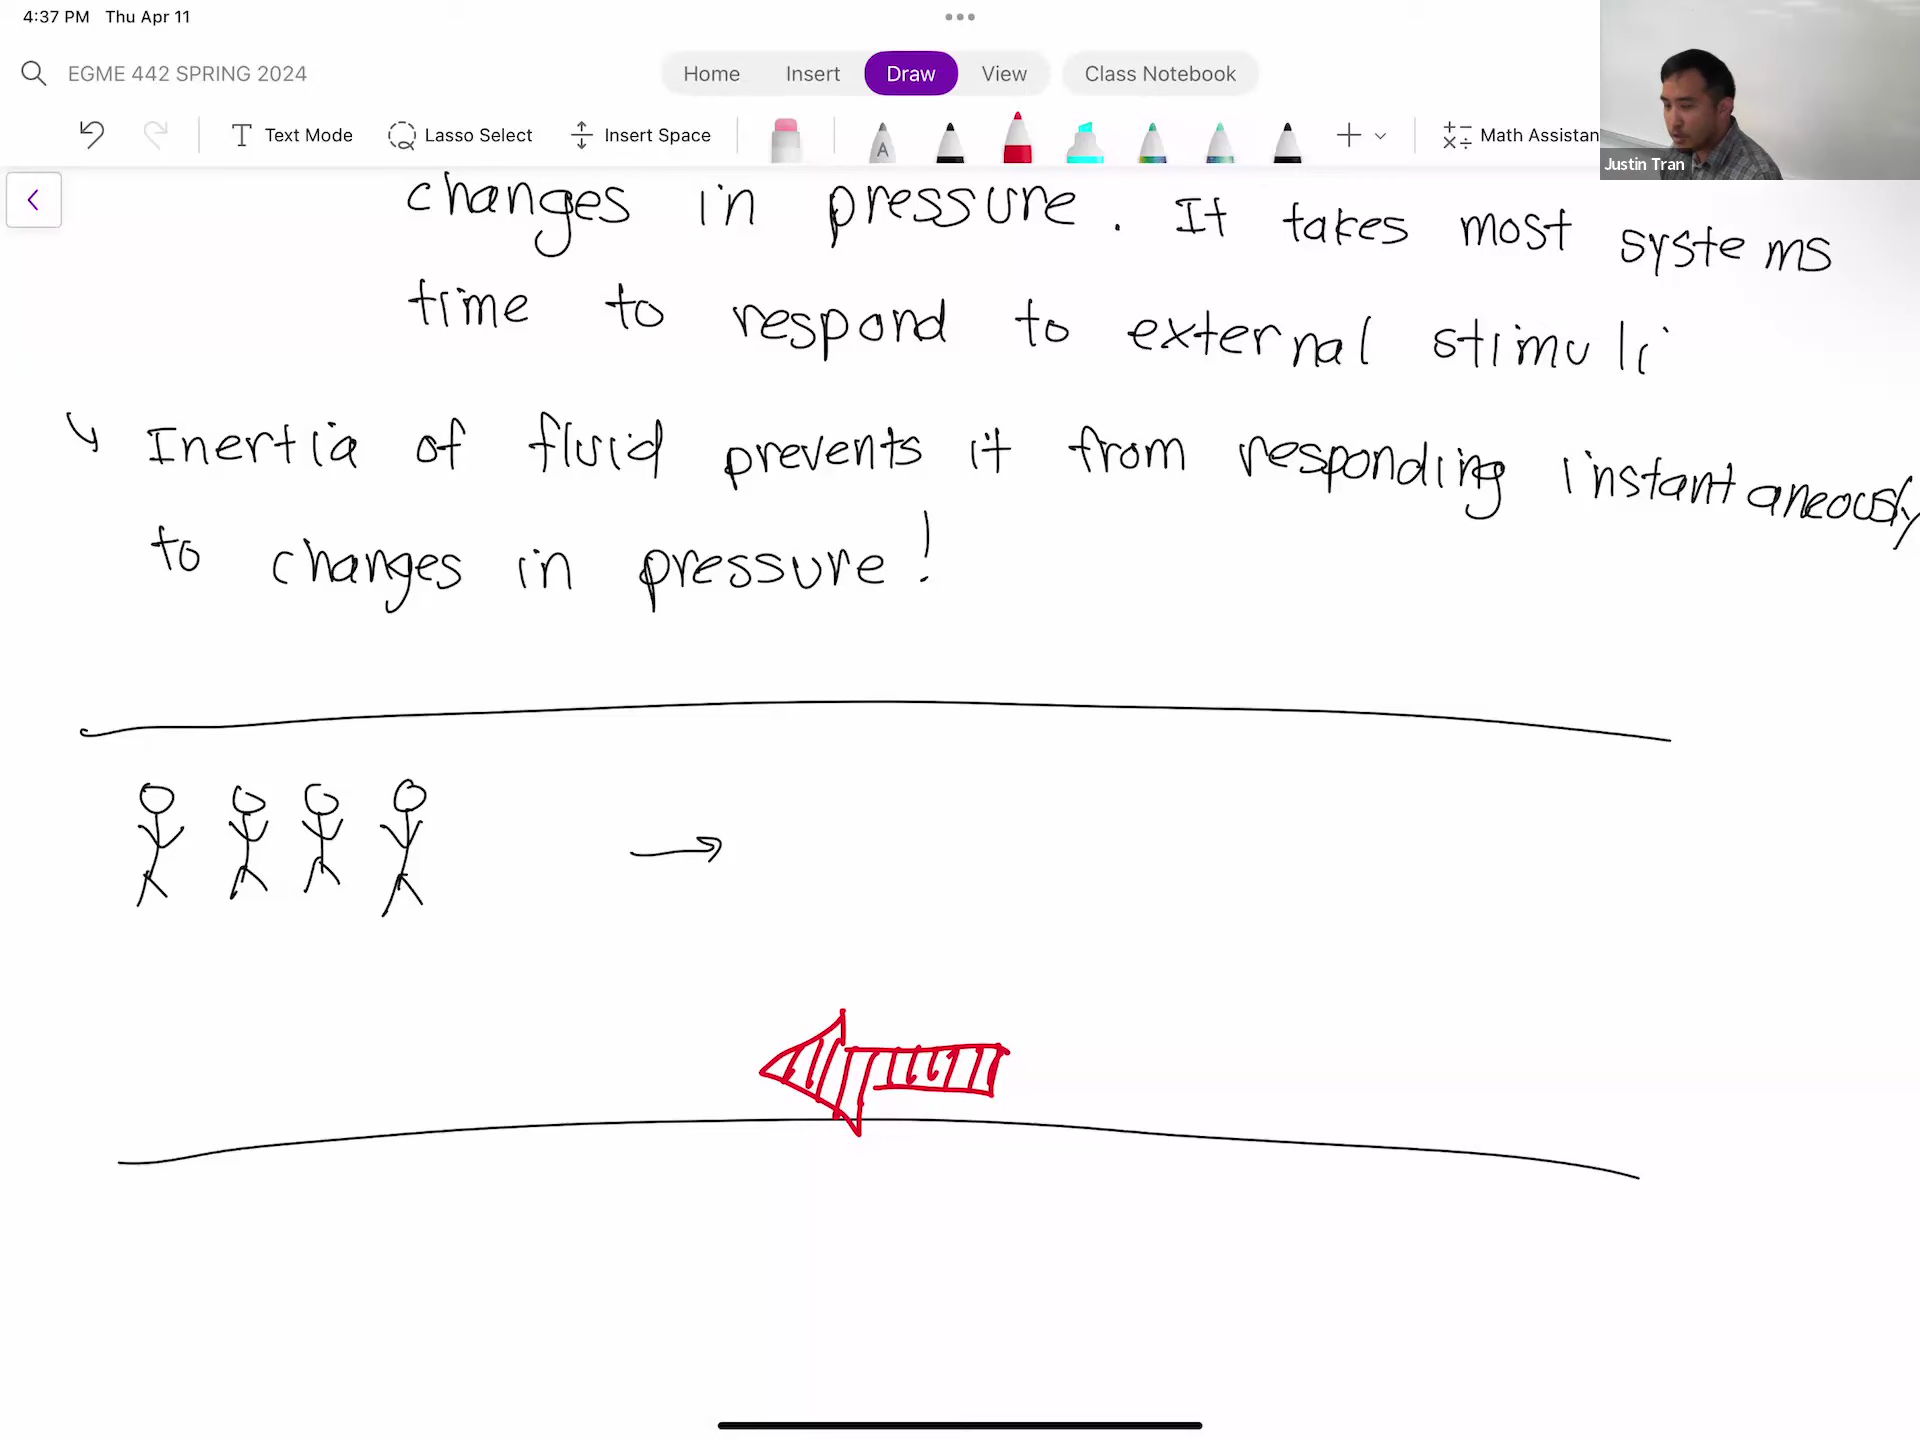 4:37 PM Thu Apr 11
EGME 442 SPRING 2024
Home Insert Draw View Class Notebook
Text Mode Lasso Select Insert Space A Math Assistan
Justin Tran
changes in pressure. It takes most systems
time to respond to external stimuli
Inertia of fluid prevents it from responding instantaneously
to changes in pressure!